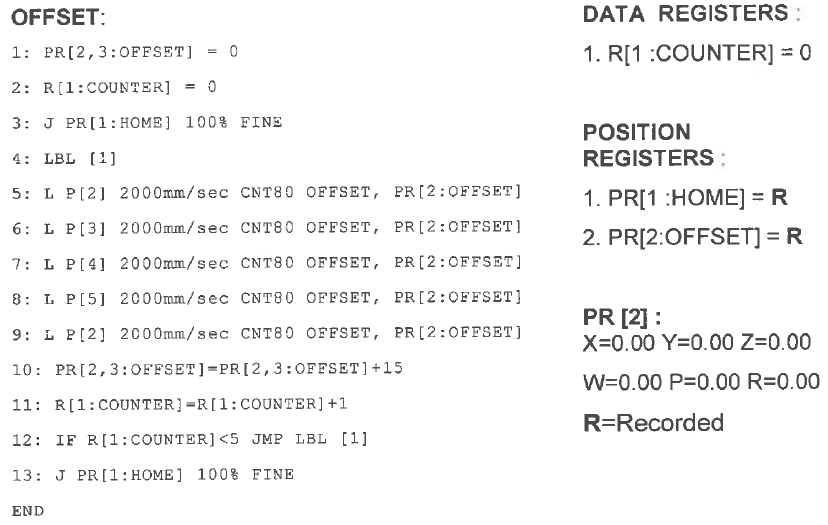 OFFSET:
1: PR[2,3:OFFSET] = 0
2: R[1:COUNTER] = 0
3: J PR[1:HOME] 100% FINE
4: LBL [1]
5: L P[2] 2000mm/sec CNT80 OFFSET, PR[2:OFFSET]
6: L P[3] 2000mm/sec CNT80 OFFSET, PR[2:OFFSET]
7: L P[4] 2000mm/sec CNT80 OFFSET, PR[2:OFFSET]
8: L P[5] 2000mm/sec CNT80 OFFSET, PR[2:OFFSET]
9: L P[2] 2000mm/sec CNT80 OFFSET, PR[2:OFFSET]
10: PR[2,3:OFFSET]=PR[2,3:OFFSET]+15
11: R[1:COUNTER]=R[1:COUNTER]+1
12: IF R[1:COUNTER]<5 JMP LBL [1]
13: J PR[1:HOME] 100% FINE
END
DATA REGISTERS :
1. R[1 :COUNTER] = 0
POSITION
REGISTERS :
1. PR[1 :HOME] = R
2. PR[2:OFFSET] = R
PR [2] :
X=0.00 Y=0.00 Z=0.00
W=0.00 P=0.00 R=0.00
R=Recorded